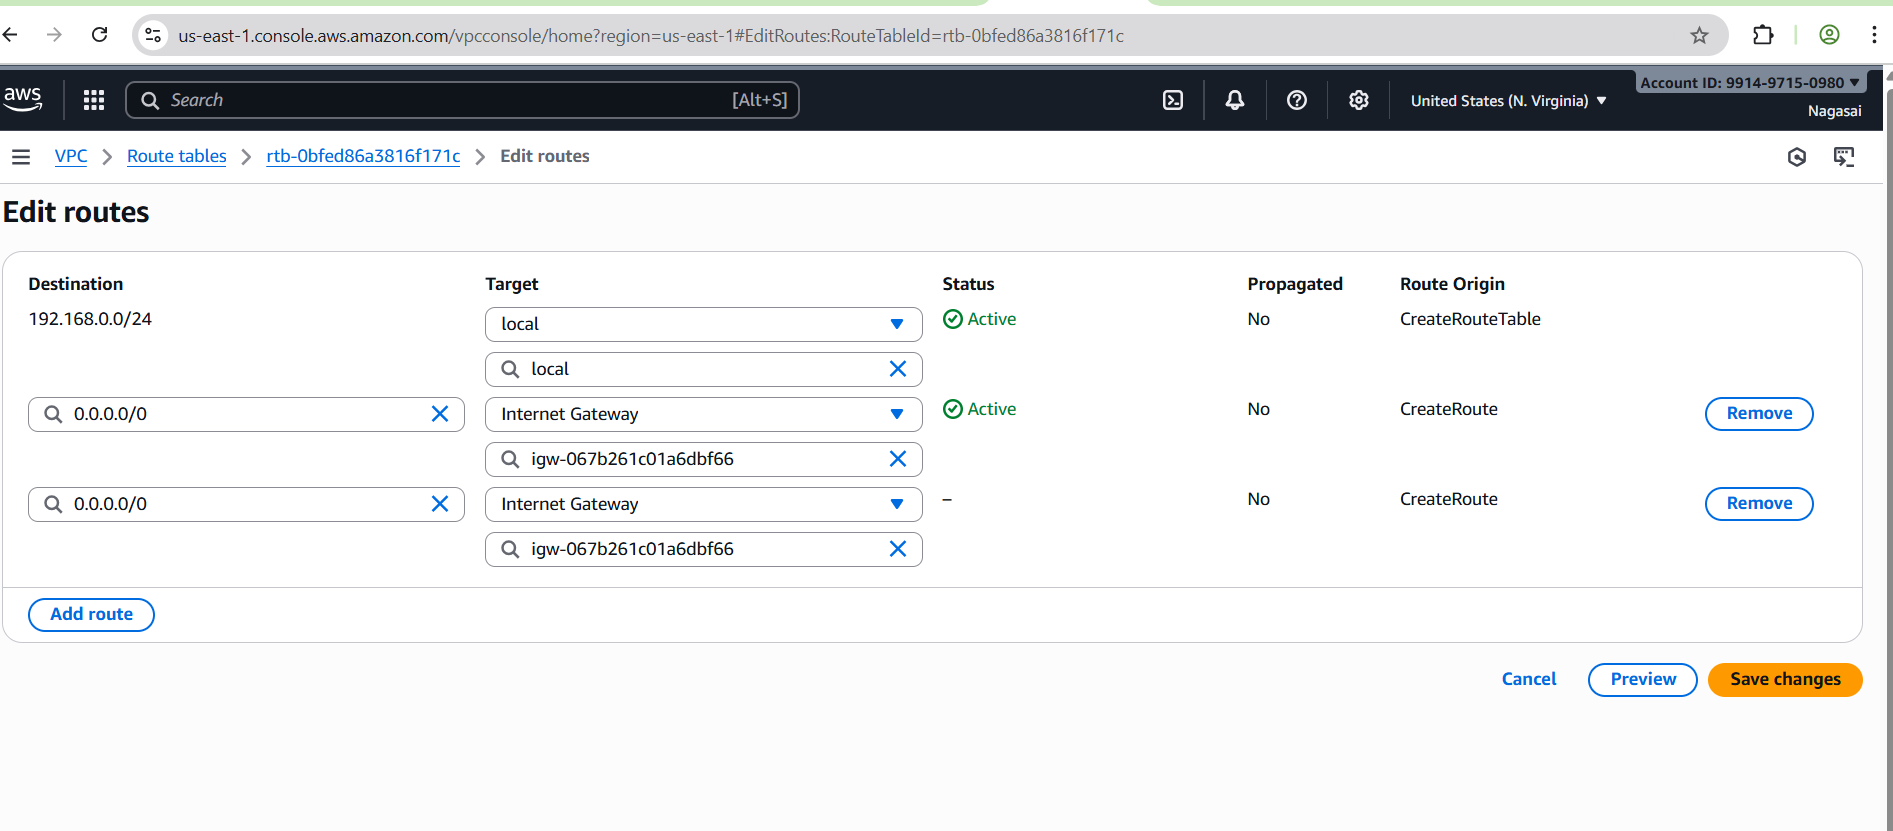 us-east-1.console.aws.amazon.com/vpcconsole/home?region=us-east-1#EditRoutes:RouteTableId=rtb-0bfed86a3816f171c
aws Search [Alt+S] United States (N. Virginia) Account ID: 9914-9715-0980
Nagasai
VPC Route tables rtb-0bfed86a3816f171c Edit routes
Edit routes
Destination Target Status Propagated Route Origin
192.168.0.0/24 local Active No CreateRouteTable
local
0.0.0.0/0 Internet Gateway Active No CreateRoute Remove
igw-067b261c01a6dbf66
0.0.0.0/0 Internet Gateway – No CreateRoute Remove
igw-067b261c01a6dbf66
Add route
Cancel Preview Save changes